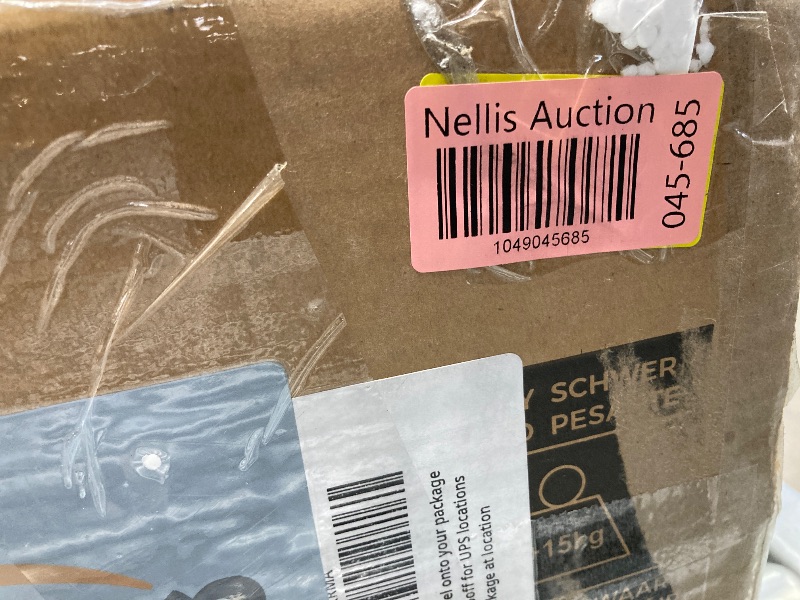 Nellis Auction
045-685
1049045685
Y SCHWER
PESA
15kg
el onto your package
off for UPS locations
kage at location